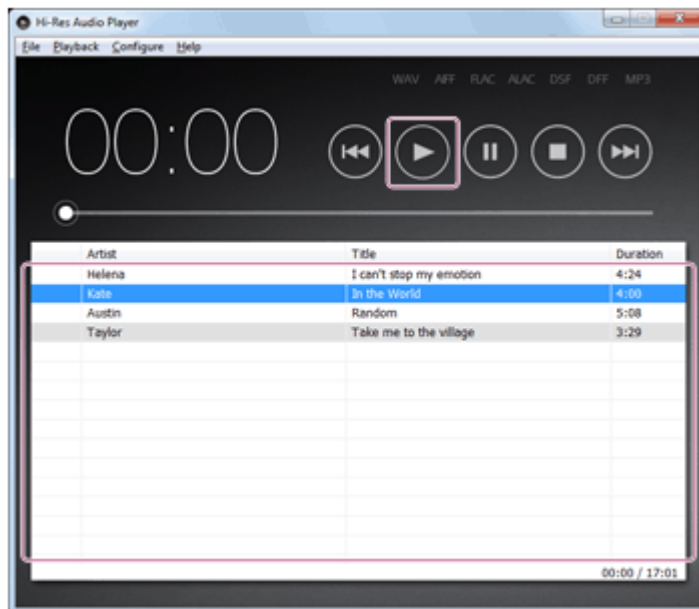 Hi-Res Audio Player
File Playback Configure Help
WAV AIFF FLAC ALAC DSF DFF MP3
00:00
Artist Title Duration
Helena I can't stop my emotion 4:24
Kate In the World 4:00
Austin Random 5:08
Taylor Take me to the village 3:29
00:00 / 17:01